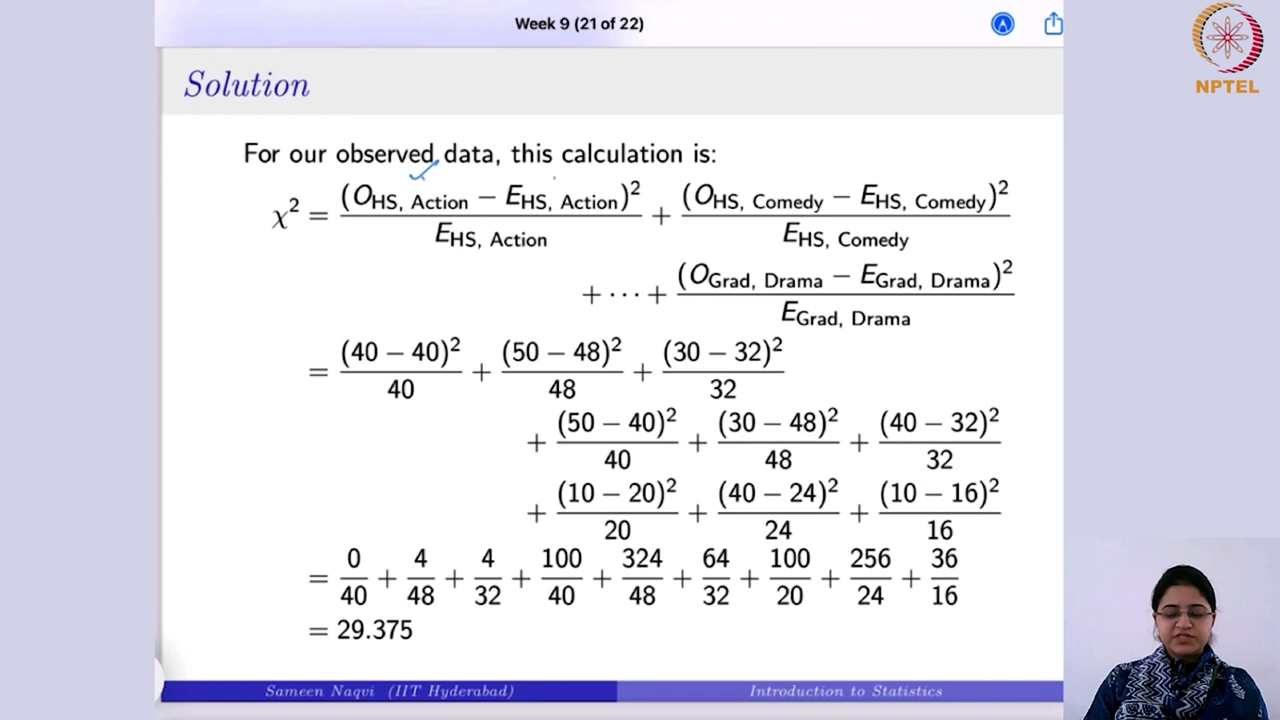 Week 9 (21 of 22)
NPTEL
Solution
For our observed data, this calculation is:
χ² = (O_HS, Action − E_HS, Action)² / E_HS, Action + (O_HS, Comedy − E_HS, Comedy)² / E_HS, Comedy
+ ··· + (O_Grad, Drama − E_Grad, Drama)² / E_Grad, Drama
= (40 − 40)² / 40 + (50 − 48)² / 48 + (30 − 32)² / 32
+ (50 − 40)² / 40 + (30 − 48)² / 48 + (40 − 32)² / 32
+ (10 − 20)² / 20 + (40 − 24)² / 24 + (10 − 16)² / 16
= 0/40 + 4/48 + 4/32 + 100/40 + 324/48 + 64/32 + 100/20 + 256/24 + 36/16
= 29.375
Sameen Naqvi (IIT Hyderabad) Introduction to Statistics